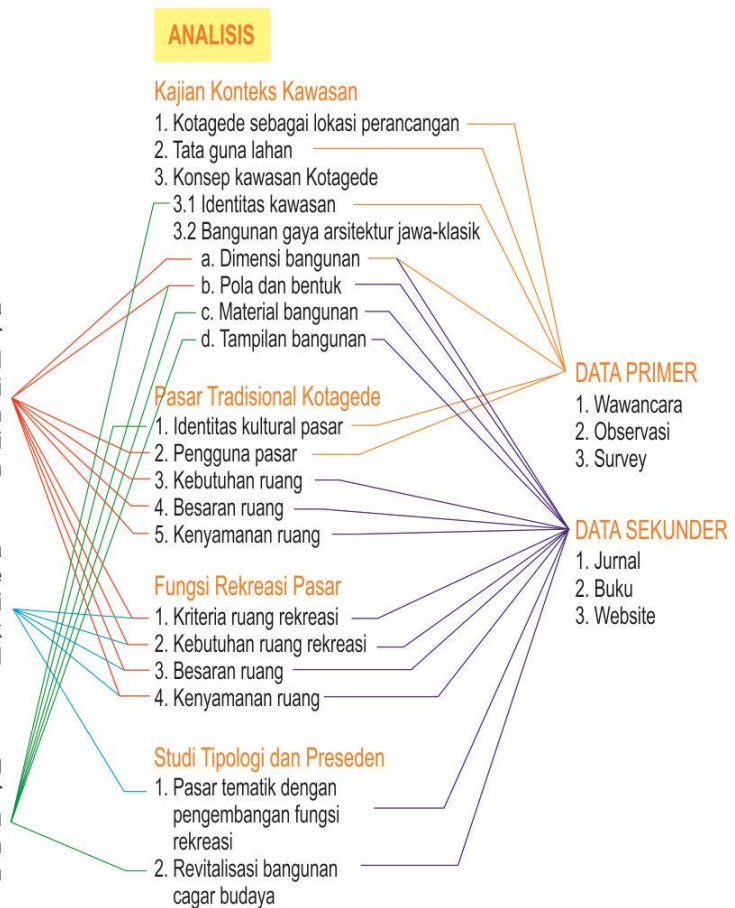 ANALISIS
Kajian Konteks Kawasan
1. Kotagede sebagai lokasi perancangan
2. Tata guna lahan
3. Konsep kawasan Kotagede
3.1 Identitas kawasan
3.2 Bangunan gaya arsitektur jawa-klasik
a. Dimensi bangunan
b. Pola dan bentuk
c. Material bangunan
d. Tampilan bangunan
Pasar Tradisional Kotagede
1. Identitas kultural pasar
2. Pengguna pasar
3. Kebutuhan ruang
4. Besaran ruang
5. Kenyamanan ruang
Fungsi Rekreasi Pasar
1. Kriteria ruang rekreasi
2. Kebutuhan ruang rekreasi
3. Besaran ruang
4. Kenyamanan ruang
Studi Tipologi dan Preseden
1. Pasar tematik dengan
pengembangan fungsi
rekreasi
2. Revitalisasi bangunan
cagar budaya
DATA PRIMER
1. Wawancara
2. Observasi
3. Survey
DATA SEKUNDER
1. Jurnal
2. Buku
3. Website